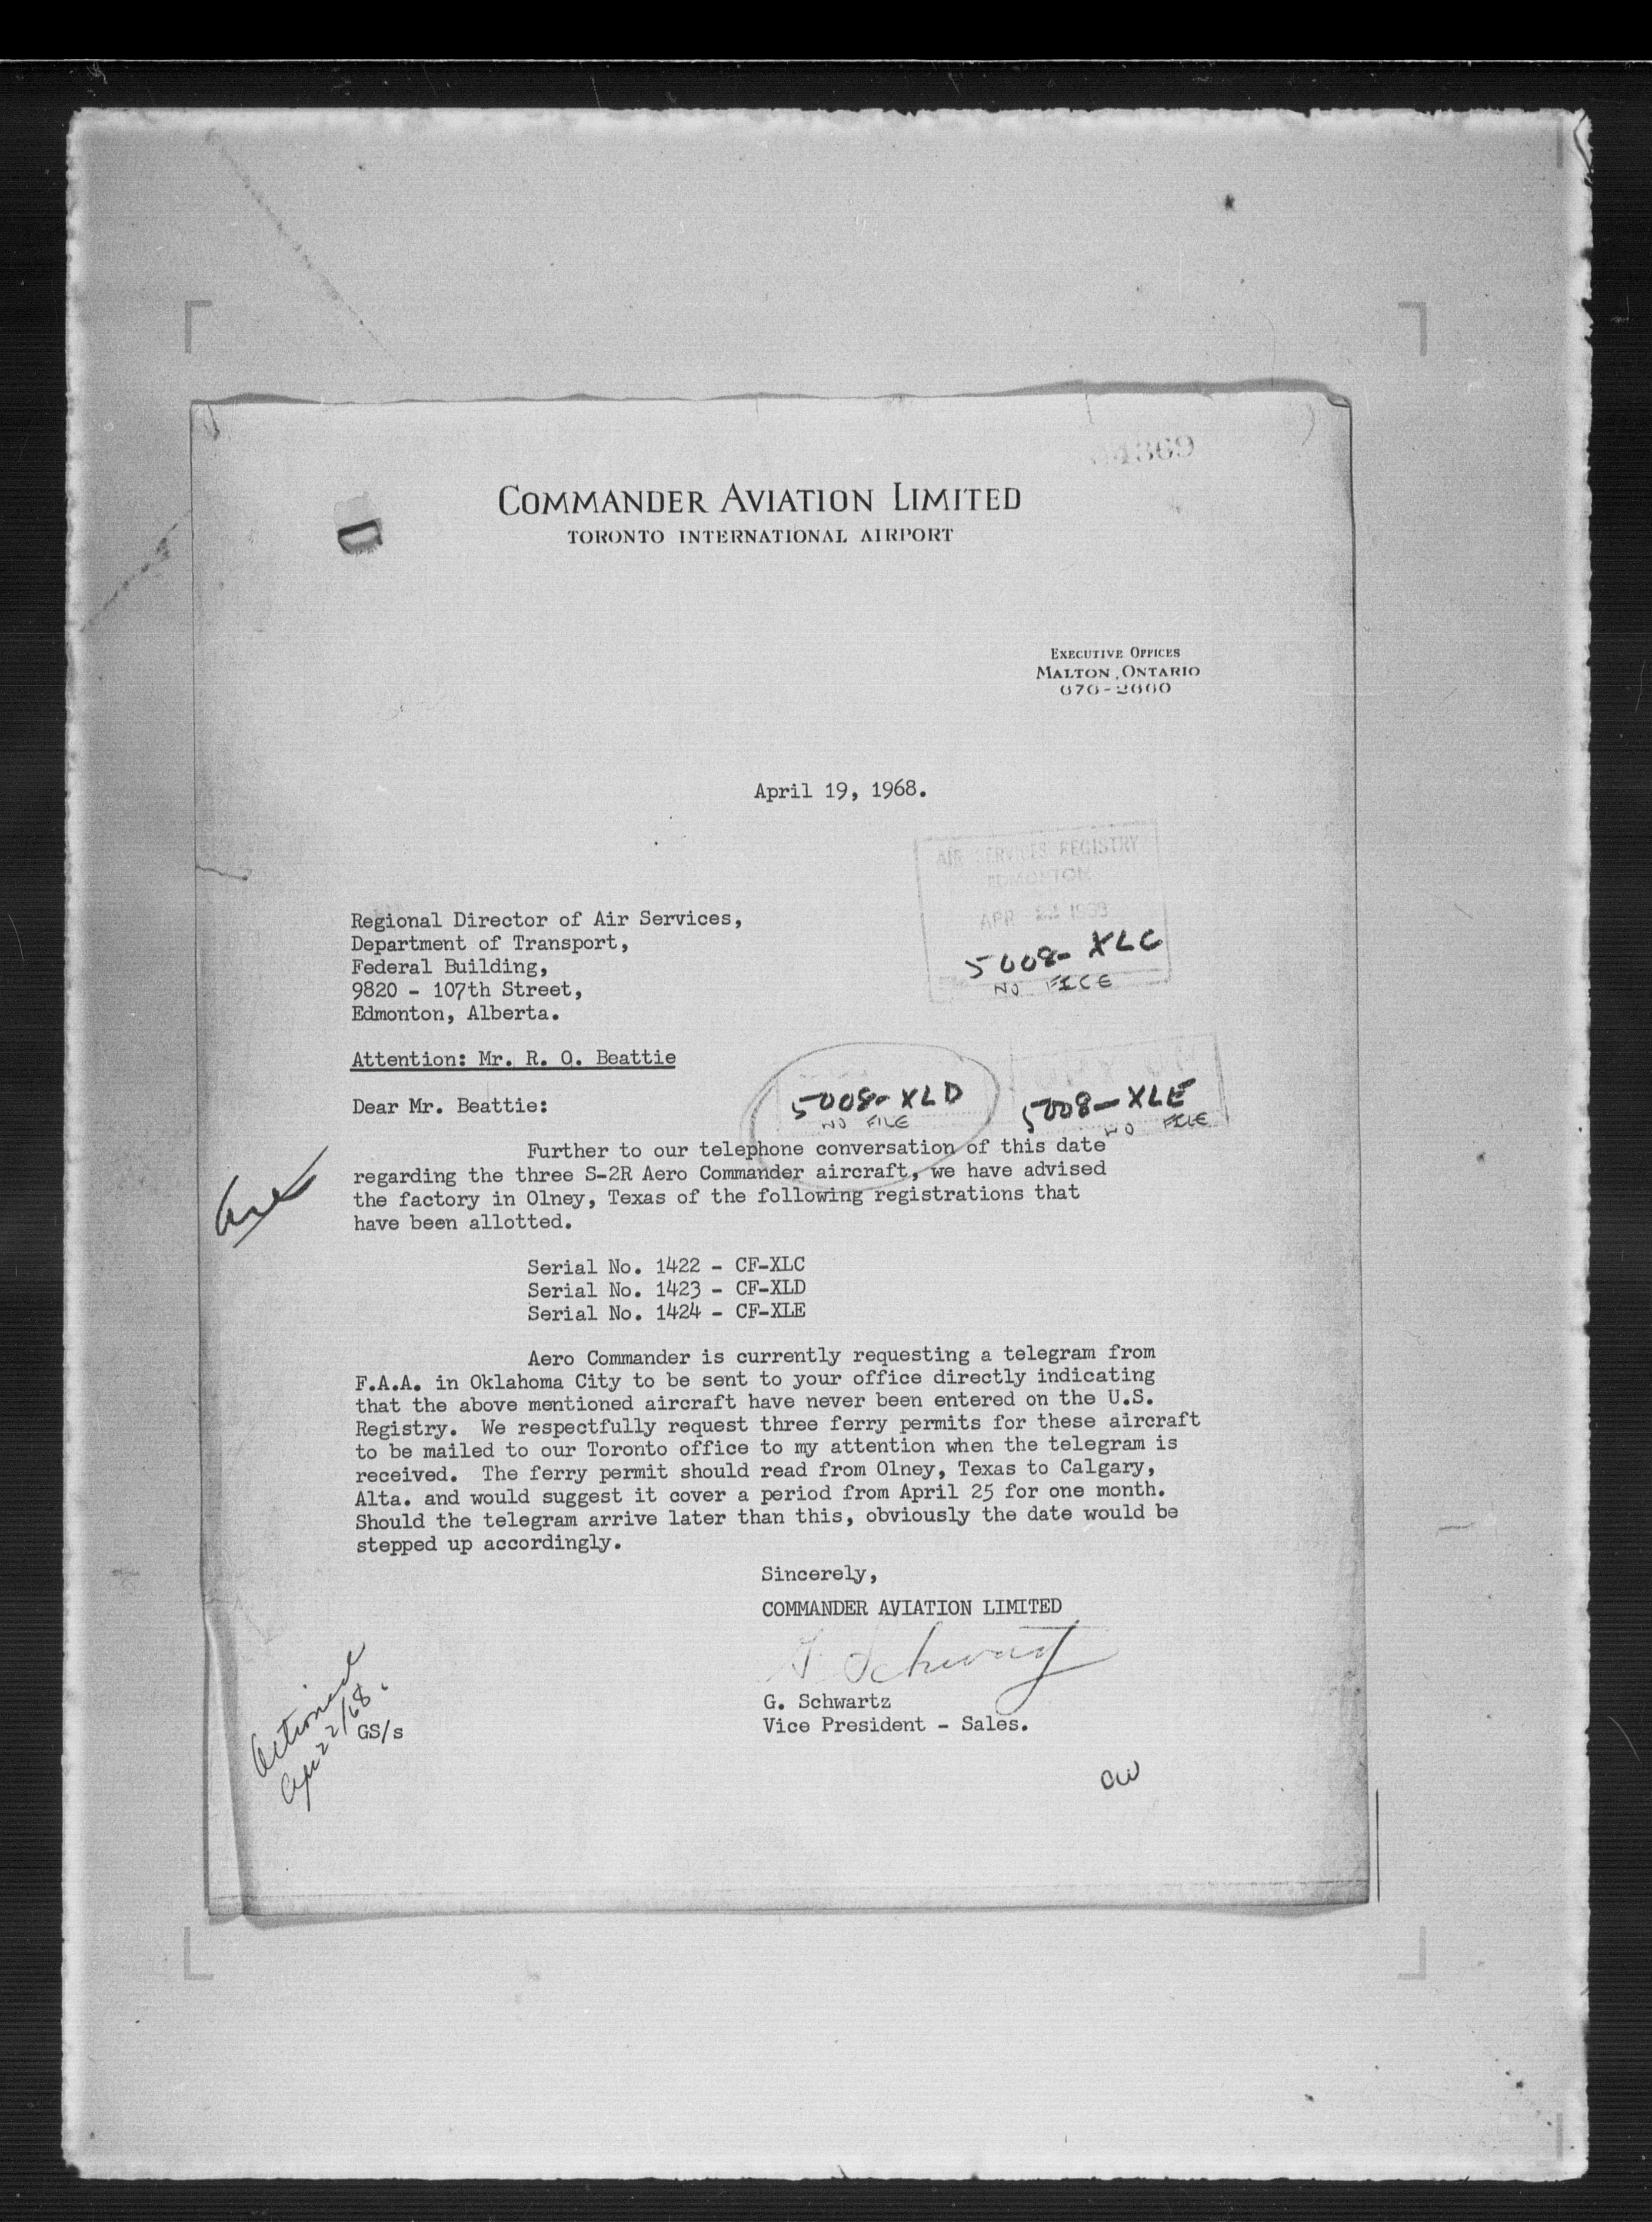 4869
COMMANDER AVIATION LIMITED
TORONTO INTERNATIONAL AIRPORT
EXECUTIVE OFFICES
MALTON, ONTARIO
676-2660
April 19, 1968.
AIR SERVICES REGISTRY
EDMONTON
APR 22 1968
5008-XLC
NO FILE
Regional Director of Air Services,
Department of Transport,
Federal Building,
9820 - 107th Street,
Edmonton, Alberta.
Attention: Mr. R. O. Beattie
5008-XLD
NO FILE
5008-XLE
NO FILE
Dear Mr. Beattie:
Further to our telephone conversation of this date
regarding the three S-2R Aero Commander aircraft, we have advised
the factory in Olney, Texas of the following registrations that
have been allotted.
Serial No. 1422 - CF-XLC
Serial No. 1423 - CF-XLD
Serial No. 1424 - CF-XLE
Aero Commander is currently requesting a telegram from
F.A.A. in Oklahoma City to be sent to your office directly indicating
that the above mentioned aircraft have never been entered on the U.S.
Registry. We respectfully request three ferry permits for these aircraft
to be mailed to our Toronto office to my attention when the telegram is
received. The ferry permit should read from Olney, Texas to Calgary,
Alta. and would suggest it cover a period from April 25 for one month.
Should the telegram arrive later than this, obviously the date would be
stepped up accordingly.
Sincerely,
COMMANDER AVIATION LIMITED
G. Schwartz
G. Schwartz
Vice President - Sales.
Actioned
Apr 22/68.
GS/s
CW